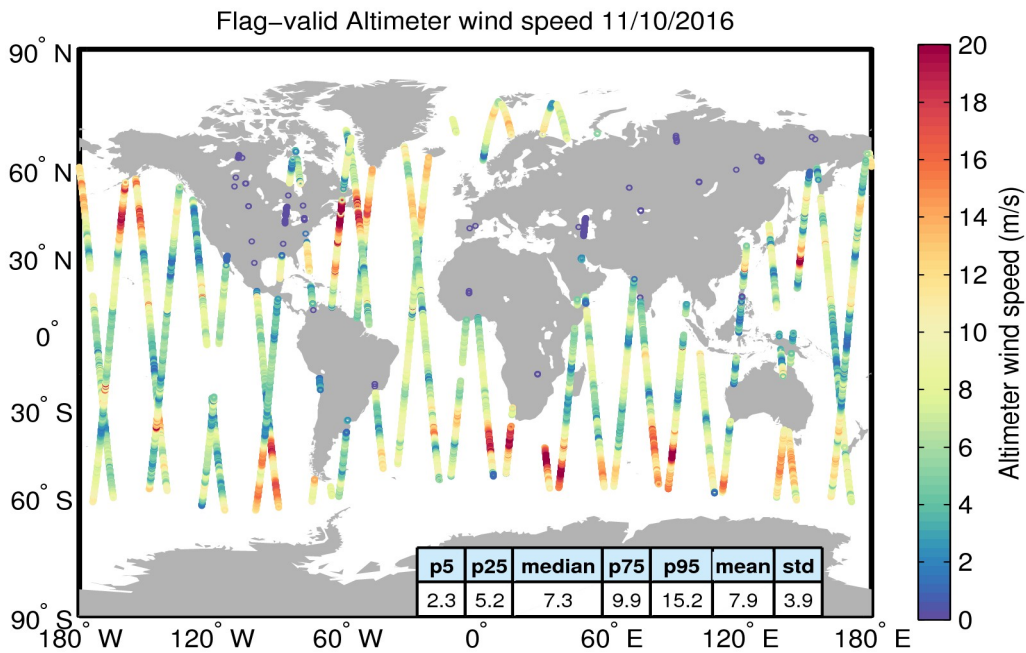 Flag−valid Altimeter wind speed 11/10/2016
90° N
60° N
30° N
0°
30° S
60° S
90° S
180° W
120° W
60° W
0°
60° E
120° E
180° E
p5 p25 median p75 p95 mean std
2.3 5.2 7.3 9.9 15.2 7.9 3.9
20
18
16
14
12
10
8
6
4
2
0
Altimeter wind speed (m/s)